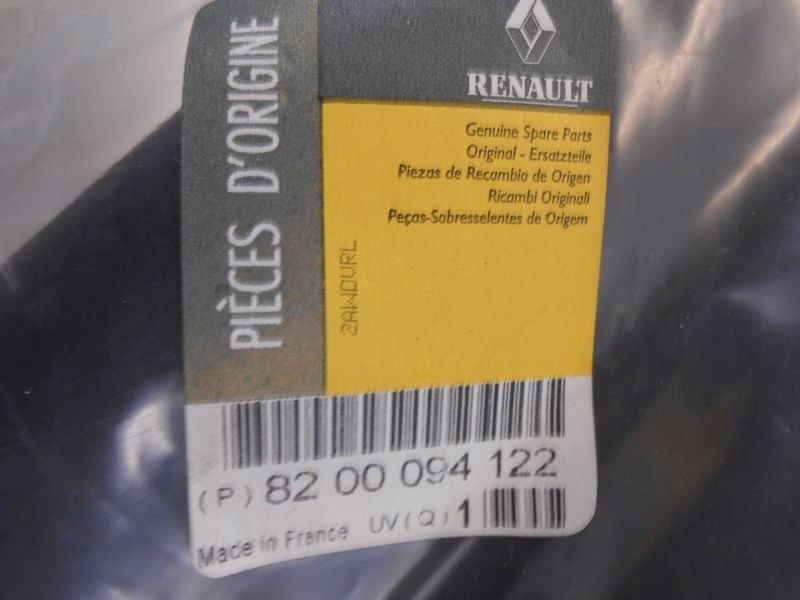 PIÈCES D'ORIGINE
RENAULT
Genuine Spare Parts
Original - Ersatzteile
Piezas de Recambio de Origen
Ricambi Originali
Peças-Sobresselentes de Origem
2AWDVRL
(P) 82 00 094 122
Made in France UV(Q) 1